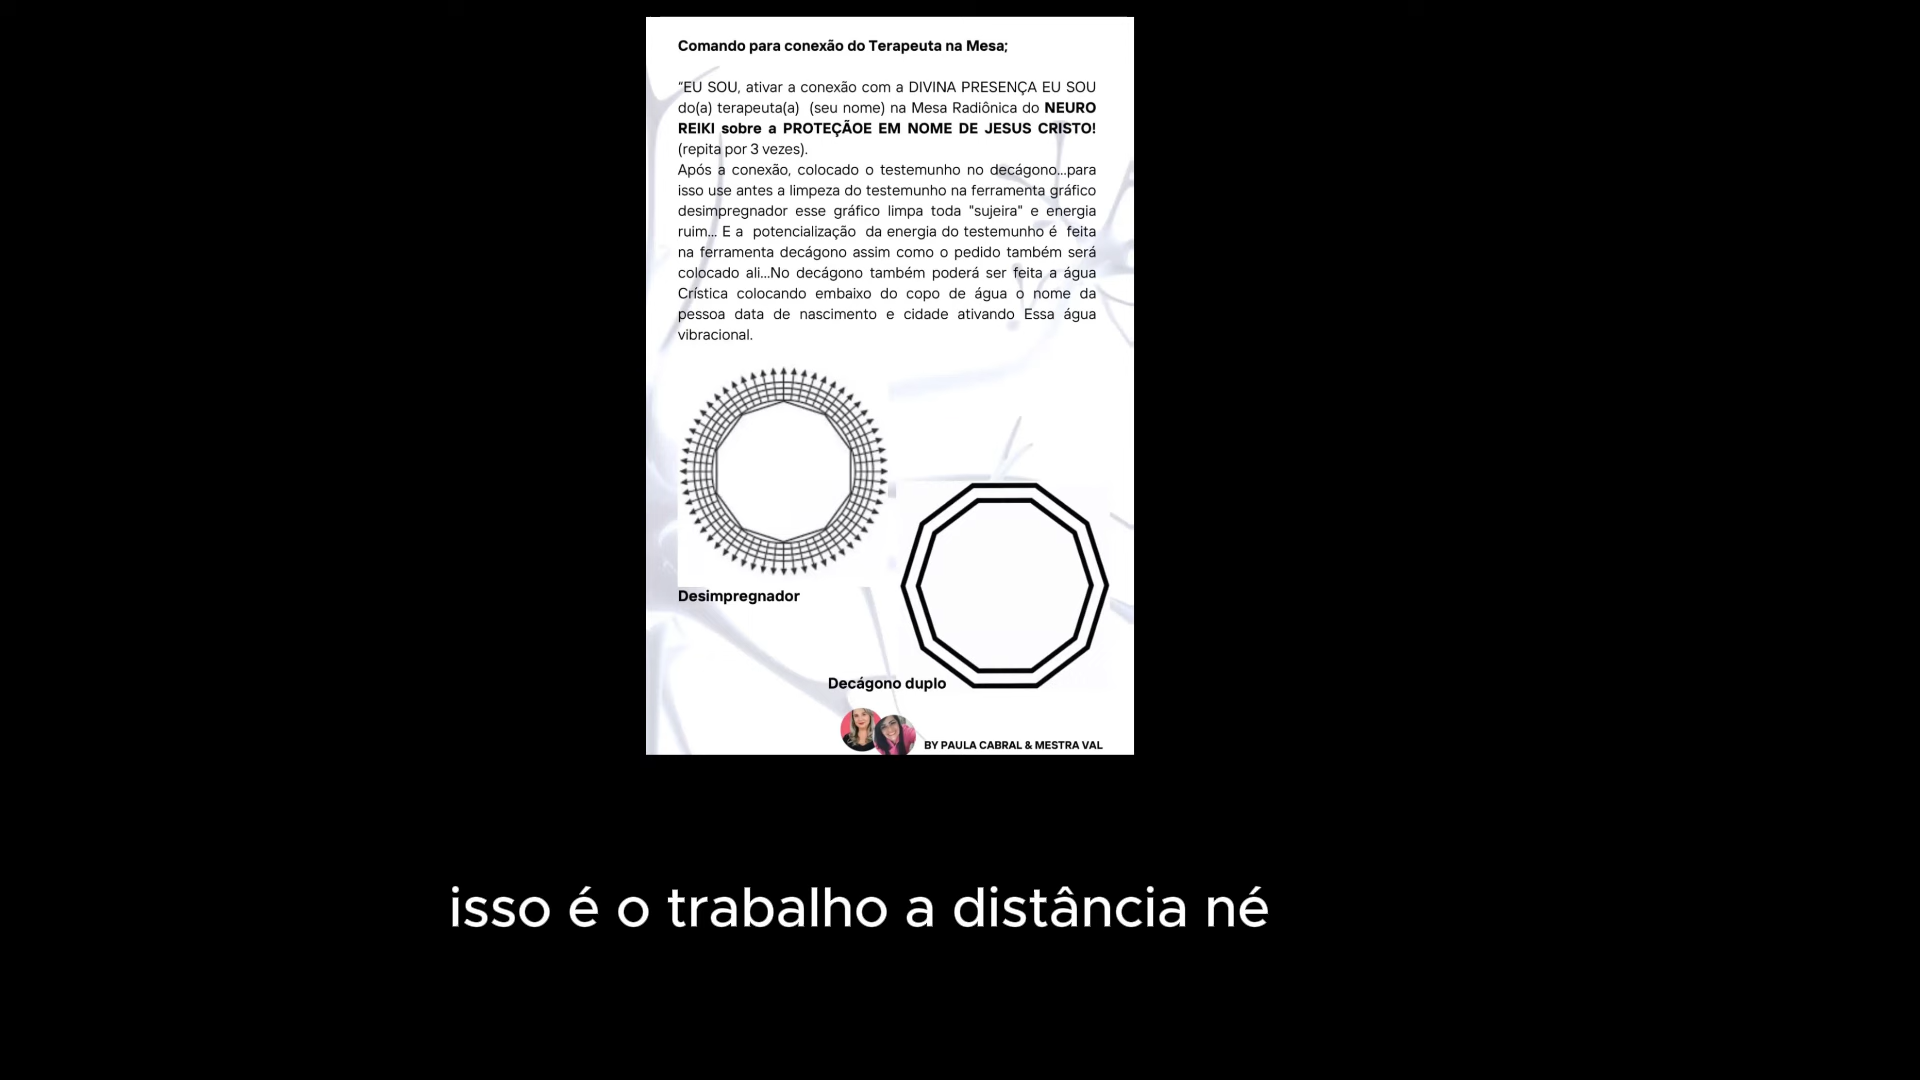 Comando para conexão do Terapeuta na Mesa;
“EU SOU, ativar a conexão com a DIVINA PRESENÇA EU SOU
do(a) terapeuta(a) (seu nome) na Mesa Radiônica do NEURO
REIKI sobre a PROTEÇÃOE EM NOME DE JESUS CRISTO!
(repita por 3 vezes).
Após a conexão, colocado o testemunho no decágono...para
isso use antes a limpeza do testemunho na ferramenta gráfico
desimpregnador esse gráfico limpa toda "sujeira" e energia
ruim... E a potencialização da energia do testemunho é feita
na ferramenta decágono assim como o pedido também será
colocado ali...No decágono também poderá ser feita a água
Crística colocando embaixo do copo de água o nome da
pessoa data de nascimento e cidade ativando Essa água
vibracional.
Desimpregnador
Decágono duplo
BY PAULA CABRAL & MESTRA VAL
isso é o trabalho a distância né